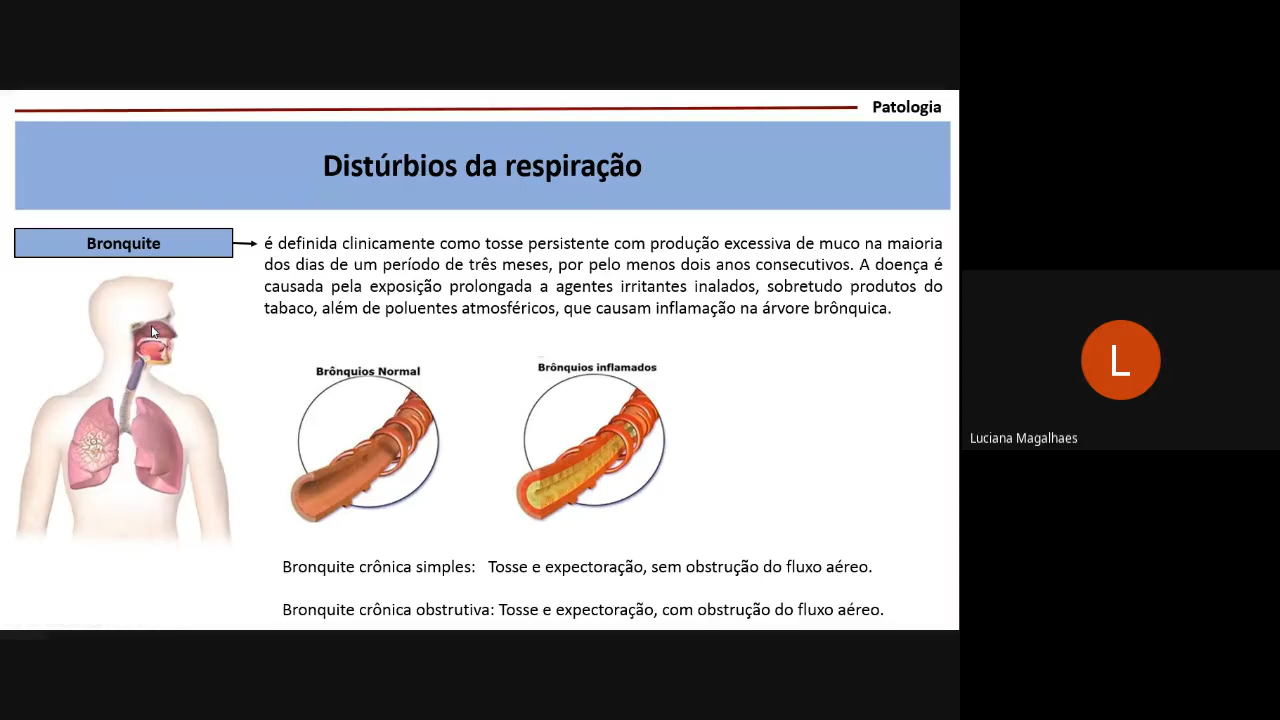 Patologia
Distúrbios da respiração
Bronquite
é definida clinicamente como tosse persistente com produção excessiva de muco na maioria
dos dias de um período de três meses, por pelo menos dois anos consecutivos. A doença é
causada pela exposição prolongada a agentes irritantes inalados, sobretudo produtos do
tabaco, além de poluentes atmosféricos, que causam inflamação na árvore brônquica.
Brônquios Normal
Brônquios inflamados
Bronquite crônica simples: Tosse e expectoração, sem obstrução do fluxo aéreo.
Bronquite crônica obstrutiva: Tosse e expectoração, com obstrução do fluxo aéreo.
L
Luciana Magalhaes